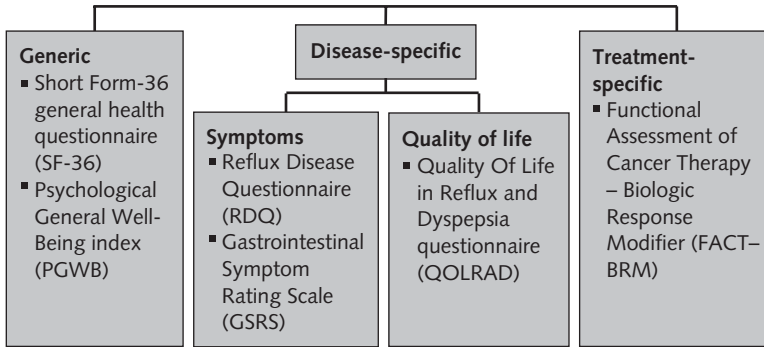 Generic
▪ Short Form-36
general health
questionnaire
(SF-36)
▪ Psychological
General Well-
Being index
(PGWB)
Disease-specific
Symptoms
▪ Reflux Disease
Questionnaire
(RDQ)
▪ Gastrointestinal
Symptom
Rating Scale
(GSRS)
Quality of life
▪ Quality Of Life
in Reflux and
Dyspepsia
questionnaire
(QOLRAD)
Treatment-
specific
▪ Functional
Assessment of
Cancer Therapy
– Biologic
Response
Modifier (FACT–
BRM)